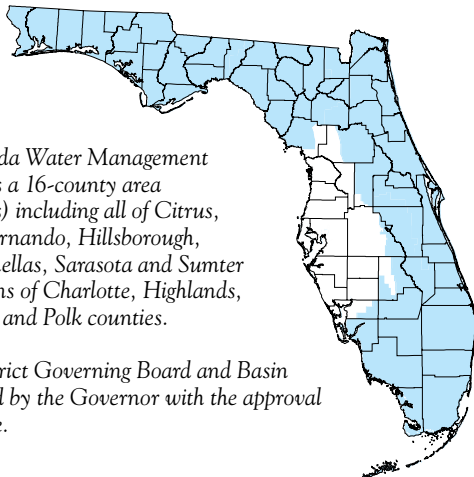 da Water Management
s a 16-county area
s) including all of Citrus,
rnando, Hillsborough,
ellas, Sarasota and Sumter
ns of Charlotte, Highlands,
and Polk counties.
rict Governing Board and Basin
d by the Governor with the approval
e.